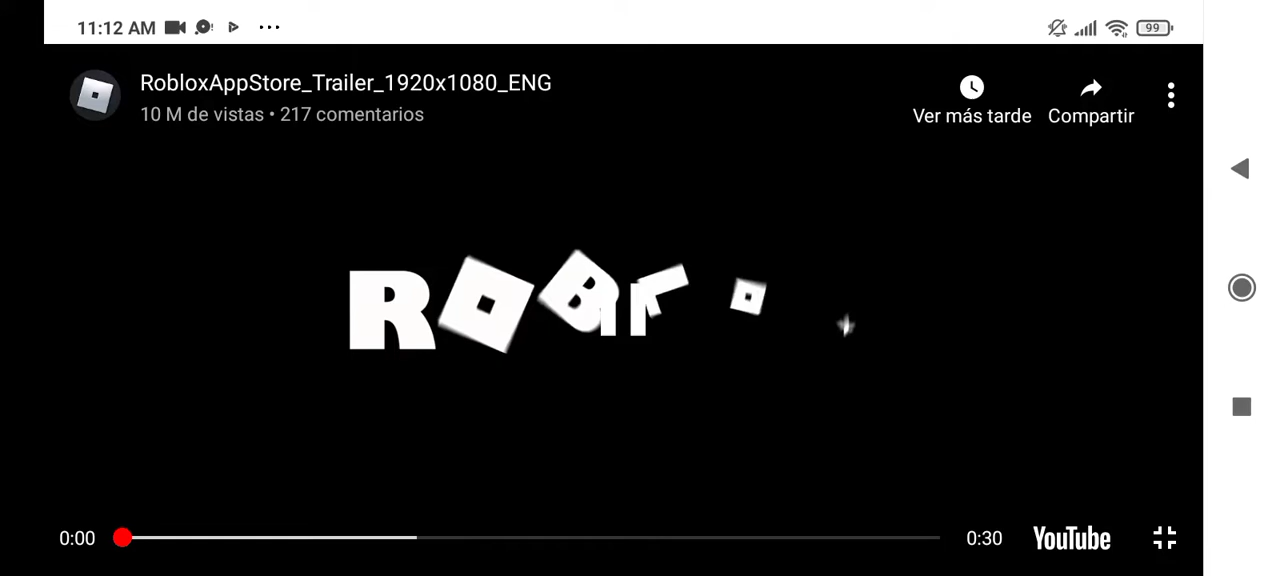 11:12 AM
99
RobloxAppStore_Trailer_1920x1080_ENG
10 M de vistas • 217 comentarios
Ver más tarde
Compartir
0:00
0:30
YouTube